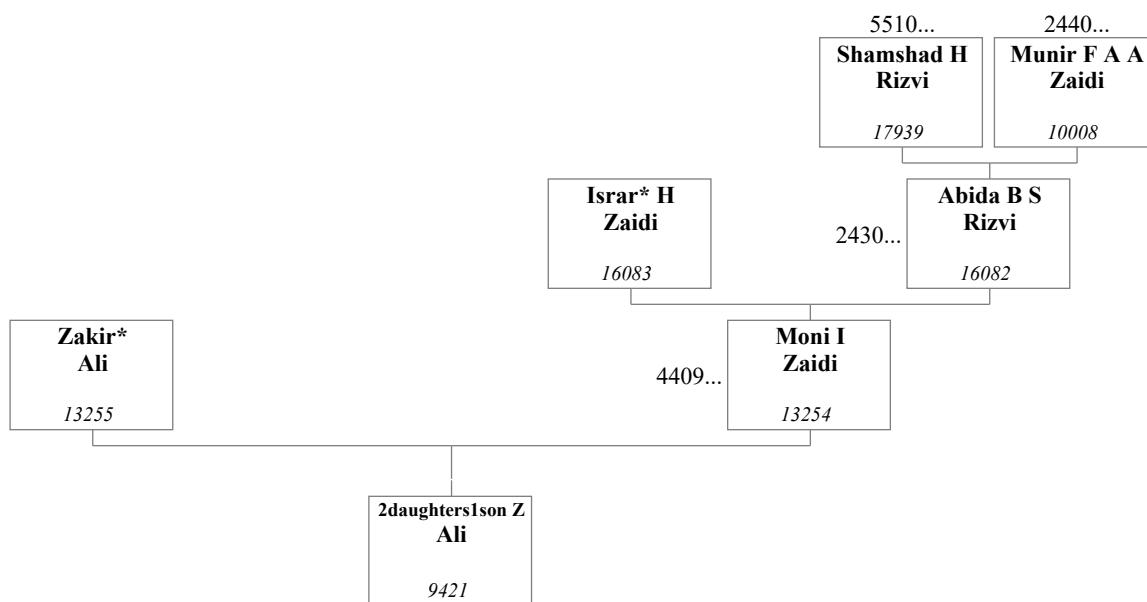 5510...
2440...
Shamshad H
Rizvi
17939
Munir F A A
Zaidi
10008
Israr* H
Zaidi
16083
2430...
Abida B S
Rizvi
16082
Zakir*
Ali
13255
4409...
Moni I
Zaidi
13254
2daughters1son Z
Ali
9421